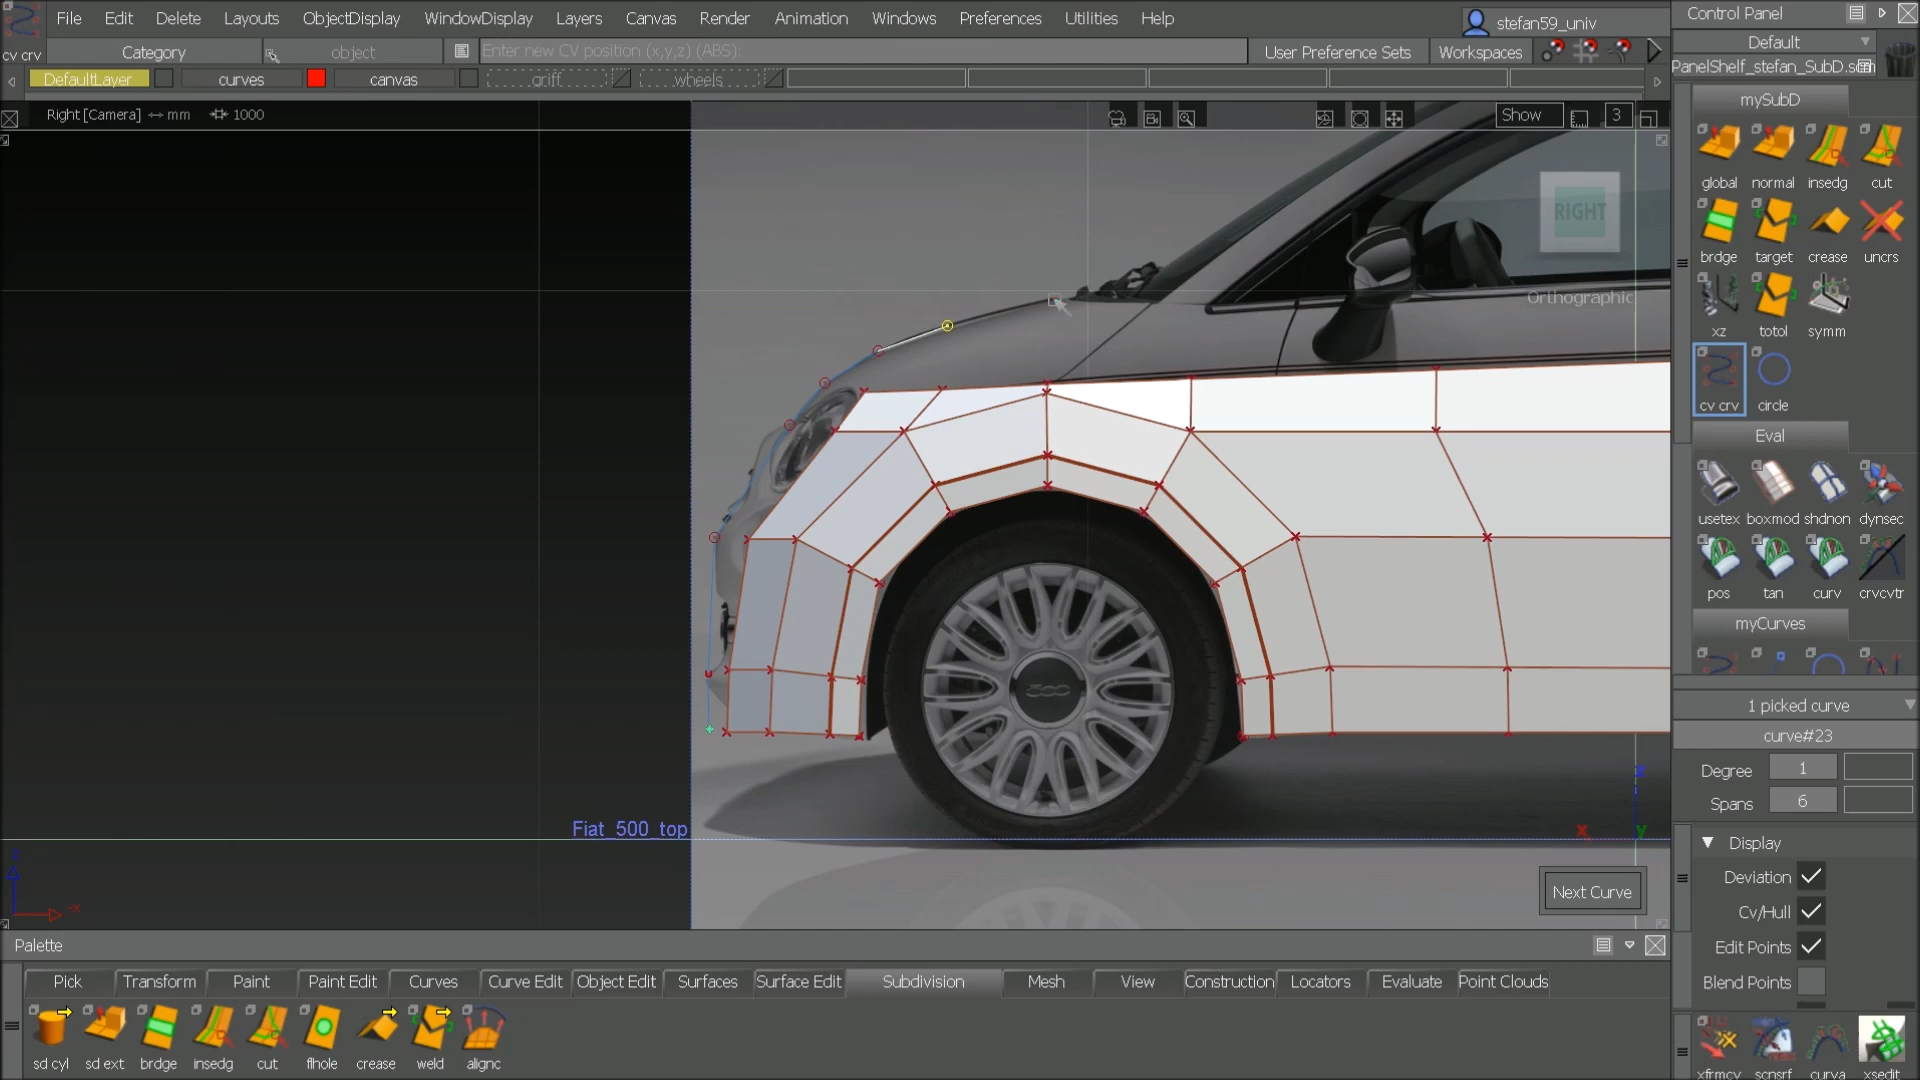 File Edit Delete Layouts ObjectDisplay WindowDisplay Layers Canvas Render Animation Windows Preferences Utilities Help
stefan59_univ
Control Panel
cv crv Category object Enter new CV position (x,y,z) (ABS): User Preference Sets Workspaces
Default
DefaultLayer curves canvas griff wheels
Right [Camera] mm 1000
Show 3
mySubD
global normal insedg cut
brdge target crease uncrs
xz totol symm
cv crv circle
Eval
usetex boxmod shdnon dynsec
pos tan curv crvcvtr
myCurves
RIGHT
Orthographic
500
Fiat_500_top
z
-x
x y
Next Curve
1 picked curve
curve#23
Degree 1
Spans 6
Display
Deviation
Cv/Hull
Edit Points
Blend Points
Palette
Pick Transform Paint Paint Edit Curves Curve Edit Object Edit Surfaces Surface Edit Subdivision Mesh View Construction Locators Evaluate Point Clouds
sd cyl sd ext brdge insedg cut flhole crease weld alignc
xfrmcv scnsrf curva xsedit